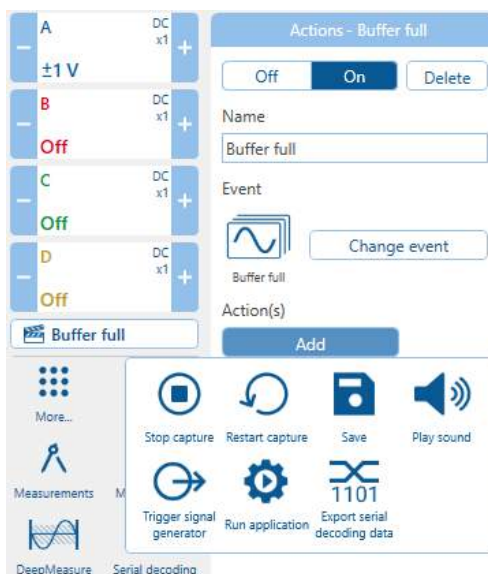 A
DC
x1
±1 V
B
DC
x1
Off
C
DC
x1
Off
D
DC
x1
Off
Buffer full
More...
Measurements
M
DeepMeasure
Serial decoding
Actions - Buffer full
Off
On
Delete
Name
Buffer full
Event
Buffer full
Change event
Action(s)
Add
Stop capture
Restart capture
Save
Play sound
Trigger signal
generator
Run application
1101
Export serial
decoding data